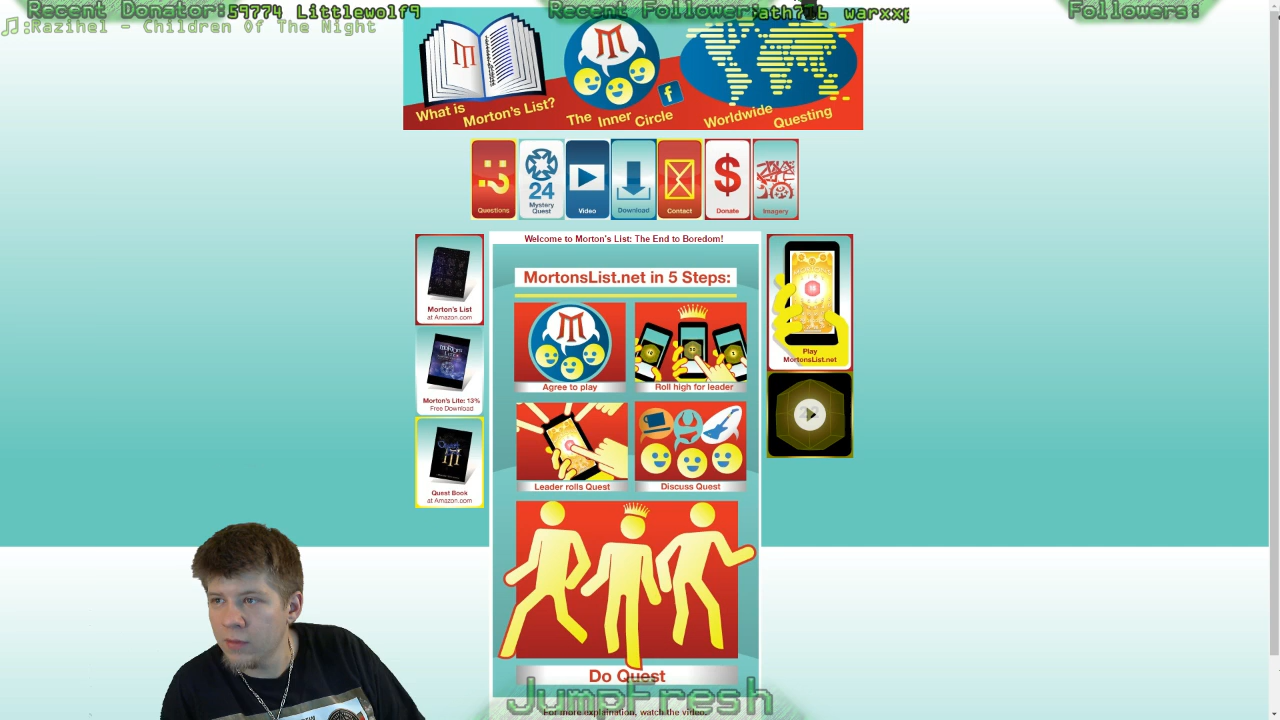 Recent Donator: 59774 Littlewolf9
Recent Follower: warxxp
Followers:
♫:Razihel - Children Of The Night
M
M
f
What is Morton's List?
The Inner Circle
Worldwide Questing
Questions
24
Mystery Quest
Video
Download
Contact
$
Donate
Imagery
Welcome to Morton's List: The End to Boredom!
MortonsList.net in 5 Steps:
Morton's List
at Amazon.com
Morton's Lite: 13%
Free Download
Quest Book
at Amazon.com
M
Agree to play
Roll high for leader
Leader rolls Quest
Discuss Quest
Do Quest
Play
MortonsList.net
JumpFresh
For more explaination, watch the video.